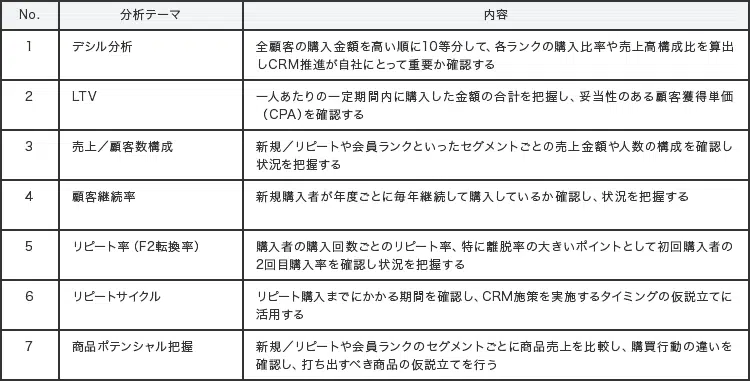 No.
分析テーマ
内容
1
デシル分析
全顧客の購入金額を高い順に10等分して、各ランクの購入比率や売上高構成比を算出
しCRM推進が自社にとって重要か確認する
2
LTV
一人あたりの一定期間内に購入した金額の合計を把握し、妥当性のある顧客獲得単価
（CPA）を確認する
3
売上／顧客数構成
新規／リピートや会員ランクといったセグメントごとの売上金額や人数の構成を確認し
状況を把握する
4
顧客継続率
新規購入者が年度ごとに毎年継続して購入しているか確認し、状況を把握する
5
リピート率（F2転換率）
購入者の購入回数ごとのリピート率、特に離脱率の大きいポイントとして初回購入者の
2回目購入率を確認し状況を把握する
6
リピートサイクル
リピート購入までにかかる期間を確認し、CRM施策を実施するタイミングの仮説立てに
活用する
7
商品ポテンシャル把握
新規／リピートや会員ランクのセグメントごとに商品売上を比較し、購買行動の違いを
確認し、打ち出すべき商品の仮説立てを行う